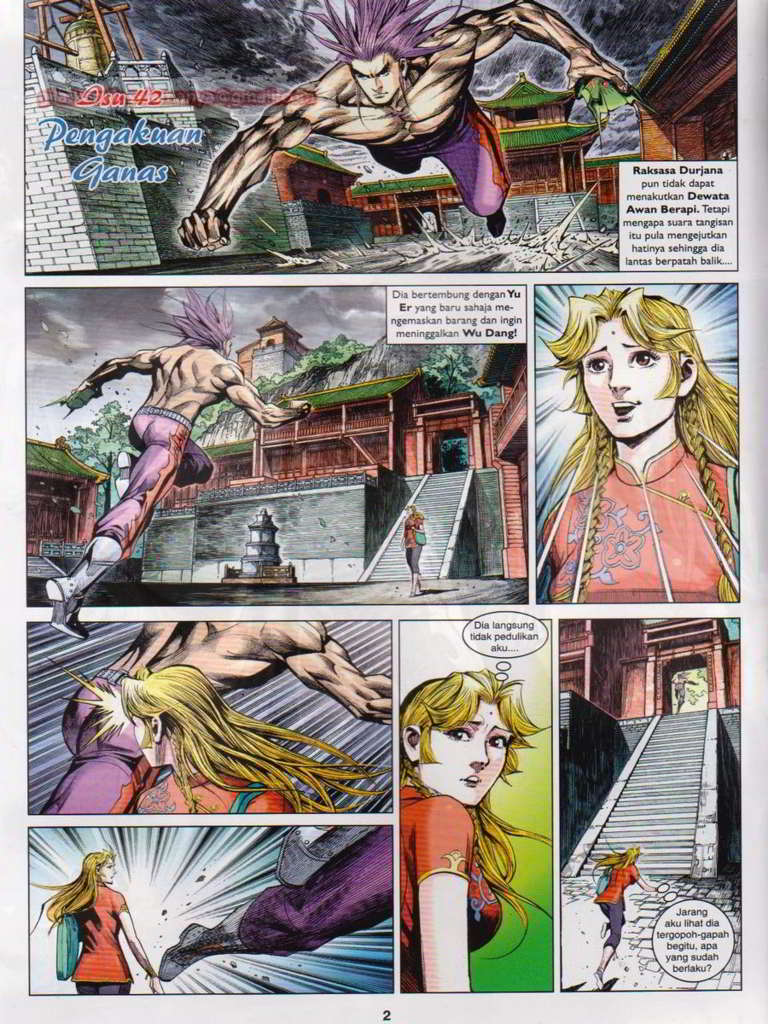 Isu 42
Pengakuan
Ganas
Raksasa Durjana
pun tidak dapat
menakutkan Dewata
Awan Berapi. Tetapi
mengapa suara tangisan
itu pula mengejutkan
hatinya sehingga dia
lantas berpatah balik....
Dia bertembung dengan Yu
Er yang baru sahaja me-
ngemaskan barang dan ingin
meninggalkan Wu Dang!
Dia langsung
tidak pedulikan
aku....
Jarang
aku lihat dia
tergopoh-gapah
begitu, apa
yang sudah
berlaku?
2